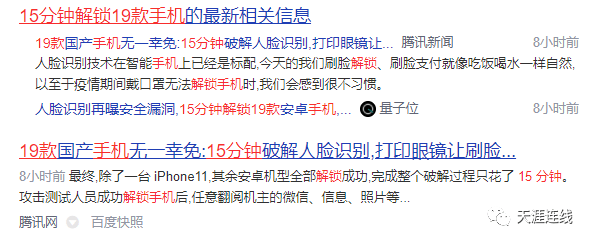 15分钟解锁19款手机的最新相关信息
19款国产手机无一幸免:15分钟破解人脸识别,打印眼镜让... 腾讯新闻 8小时前
人脸识别技术在智能手机上已经是标配,今天的我们刷脸解锁、刷脸支付就像吃饭喝水一样自然,
以至于疫情期间戴口罩无法解锁手机时,我们会感到很不习惯。
人脸识别再曝安全漏洞,15分钟解锁19款安卓手机,... 量子位 8小时前
19款国产手机无一幸免:15分钟破解人脸识别,打印眼镜让刷脸...
8小时前 最终,除了一台 iPhone11,其余安卓机型全部解锁成功,完成整个破解过程只花了 15 分钟。
攻击测试人员成功解锁手机后,任意翻阅机主的微信、信息、照片等...
腾讯网 百度快照
天涯连线